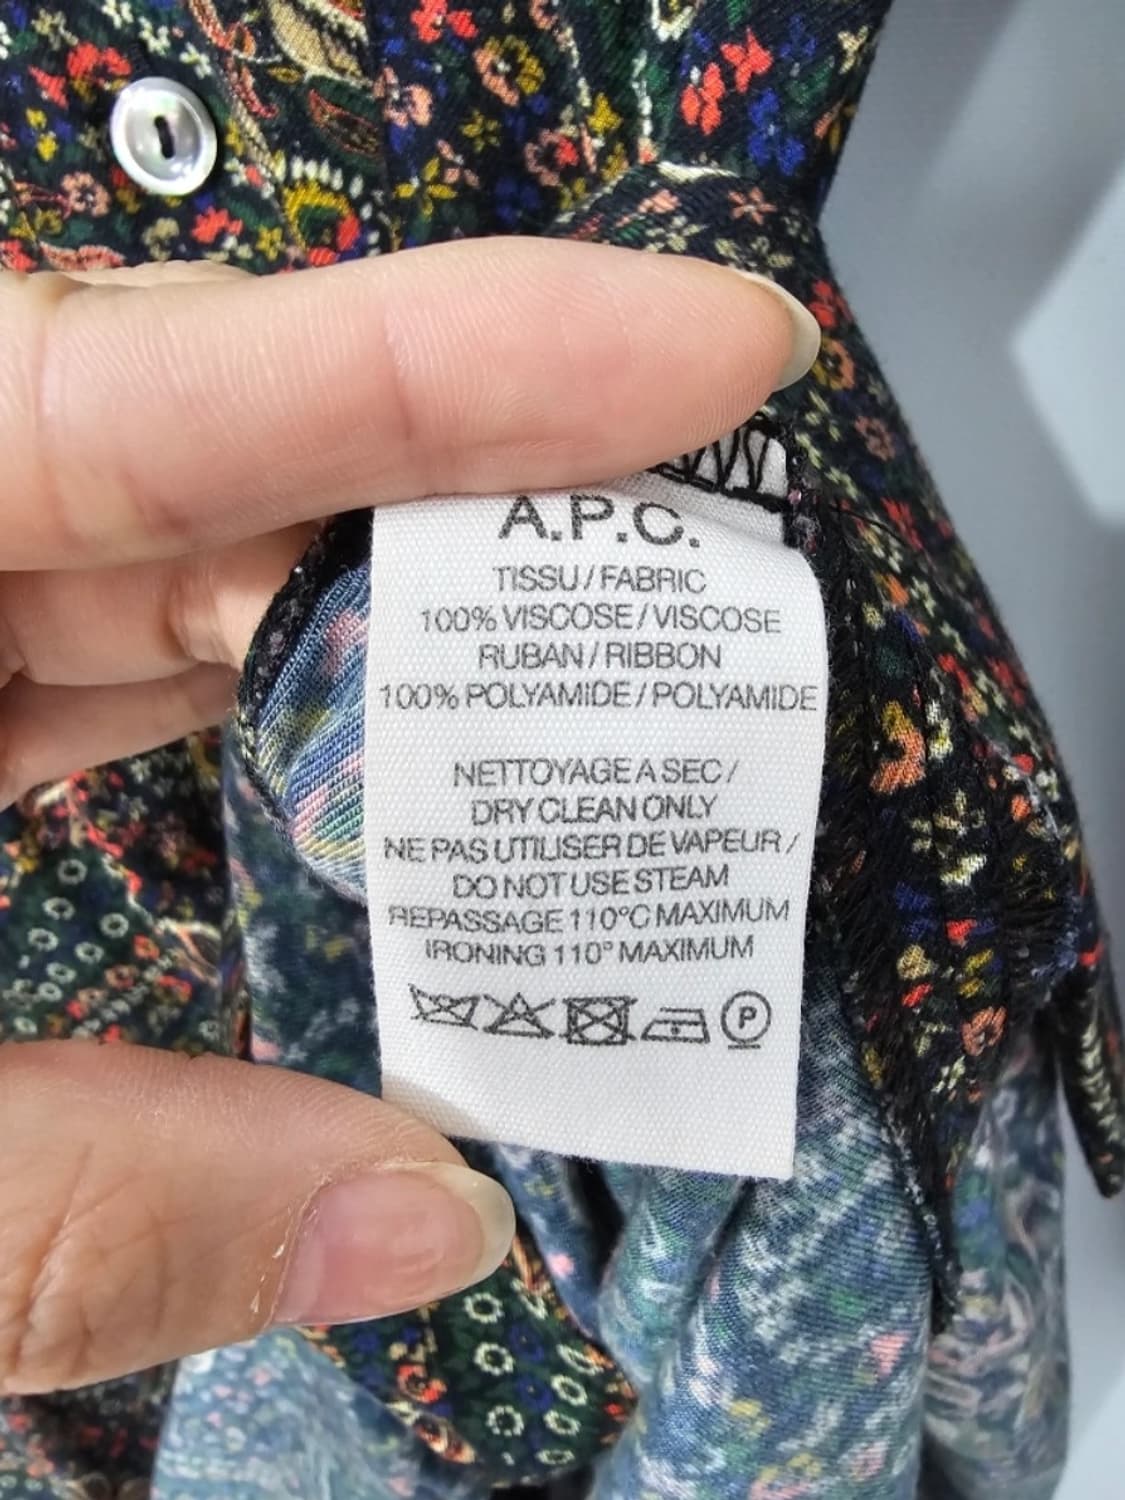 A.P.C.
TISSU / FABRIC
100% VISCOSE / VISCOSE
RUBAN / RIBBON
100% POLYAMIDE / POLYAMIDE
NETTOYAGE A SEC /
DRY CLEAN ONLY
NE PAS UTILISER DE VAPEUR /
DO NOT USE STEAM
REPASSAGE 110°C MAXIMUM
IRONING 110° MAXIMUM
P